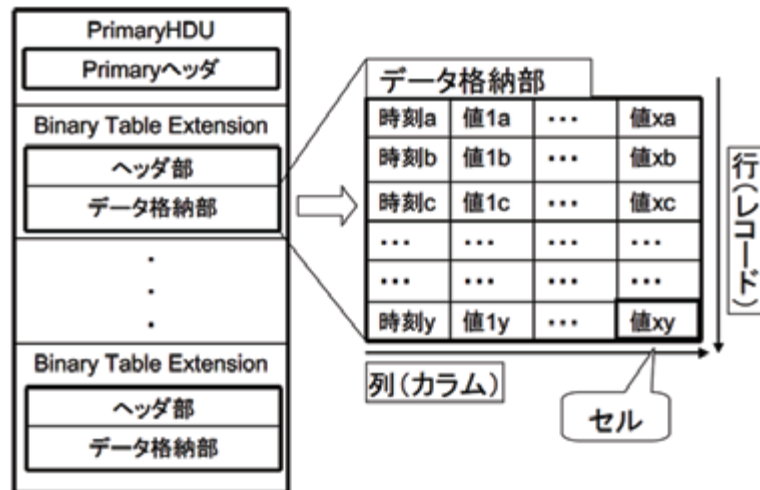 PrimaryHDU
Primaryヘッダ
Binary Table Extension
ヘッダ部
データ格納部
・
・
・
Binary Table Extension
ヘッダ部
データ格納部
データ格納部
時刻a 値1a ・・・ 値xa
時刻b 値1b ・・・ 値xb
時刻c 値1c ・・・ 値xc
・・・ ・・・ ・・・ ・・・
・・・ ・・・ ・・・ ・・・
時刻y 値1y ・・・ 値xy
行(レコード)
列(カラム)
セル